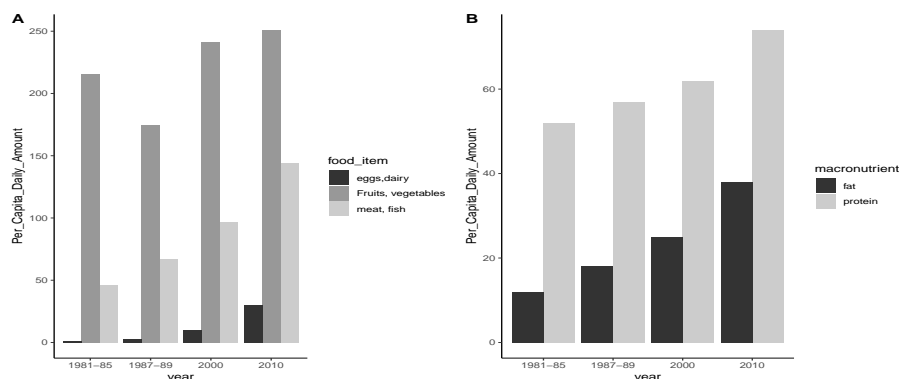 A
Per_Capita_Daily_Amount
250
200
150
100
50
0
1981−85
1987−89
2000
2010
year
food_item
eggs,dairy
Fruits, vegetables
meat, fish
B
Per_Capita_Daily_Amount
60
40
20
0
1981−85
1987−89
2000
2010
year
macronutrient
fat
protein